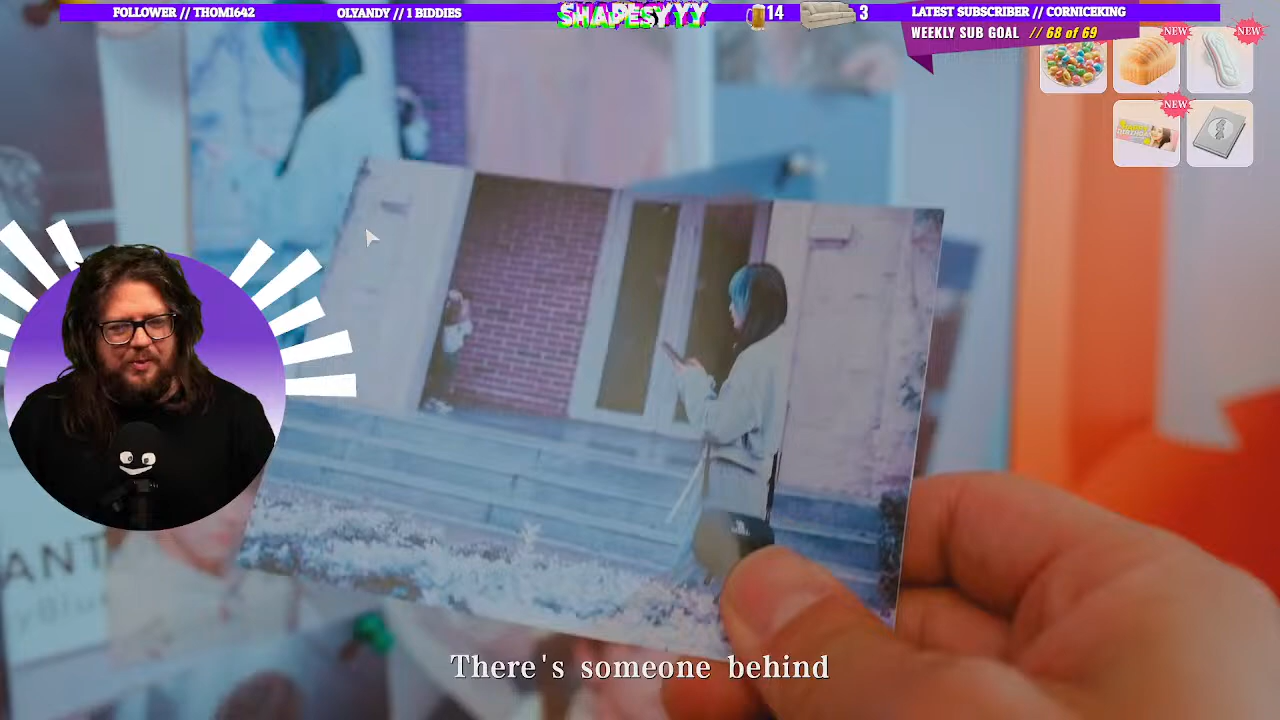 FOLLOWER // THOM1642
OLYANDY // 1 BIDDIES
SHAPESYYY
14
3
LATEST SUBSCRIBER // CORNICEKING
WEEKLY SUB GOAL // 68 of 69
NEW
NEW
NEW
ANT
There's someone behind